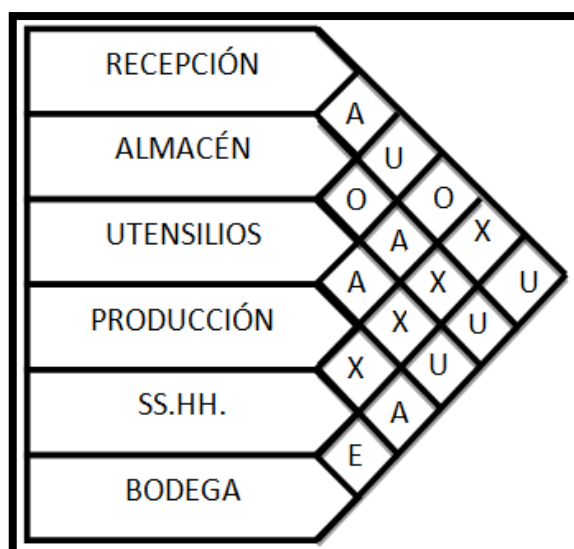 RECEPCIÓN
A
ALMACÉN
U
O
O
UTENSILIOS
A
X
A
X
U
PRODUCCIÓN
X
U
X
U
SS.HH.
A
E
BODEGA